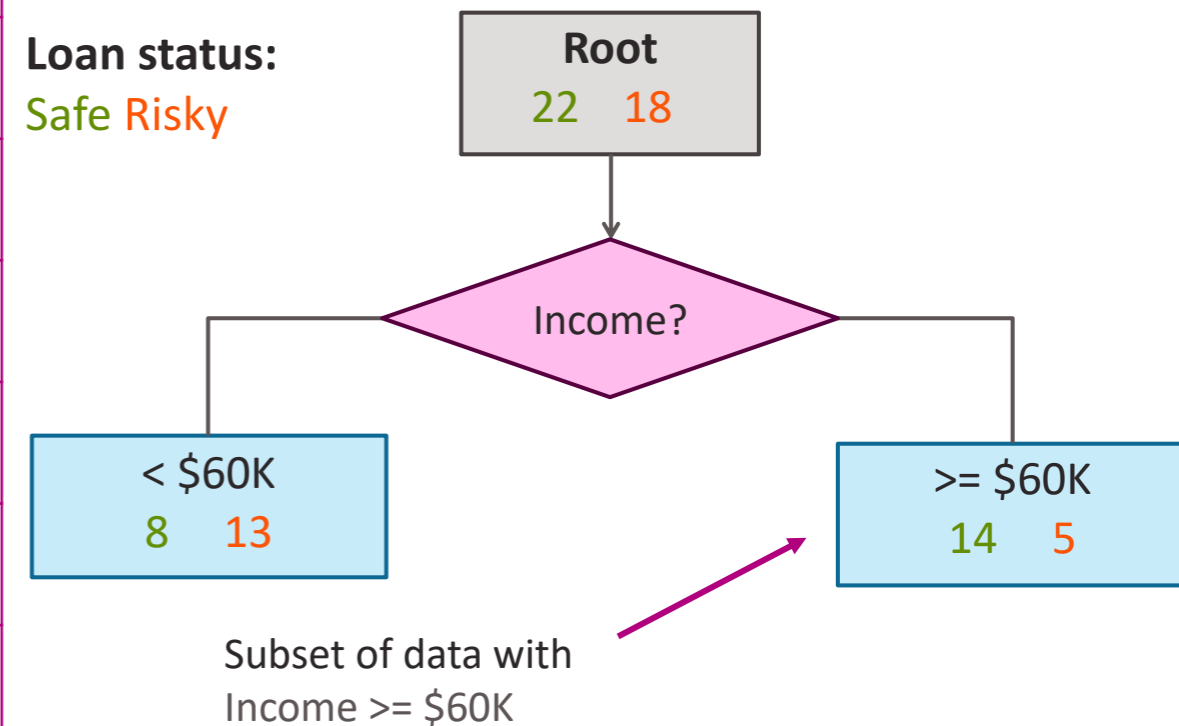 Loan status:
Safe Risky
Root
22 18
Income?
< $60K
8 13
>= $60K
14 5
Subset of data with
Income >= $60K